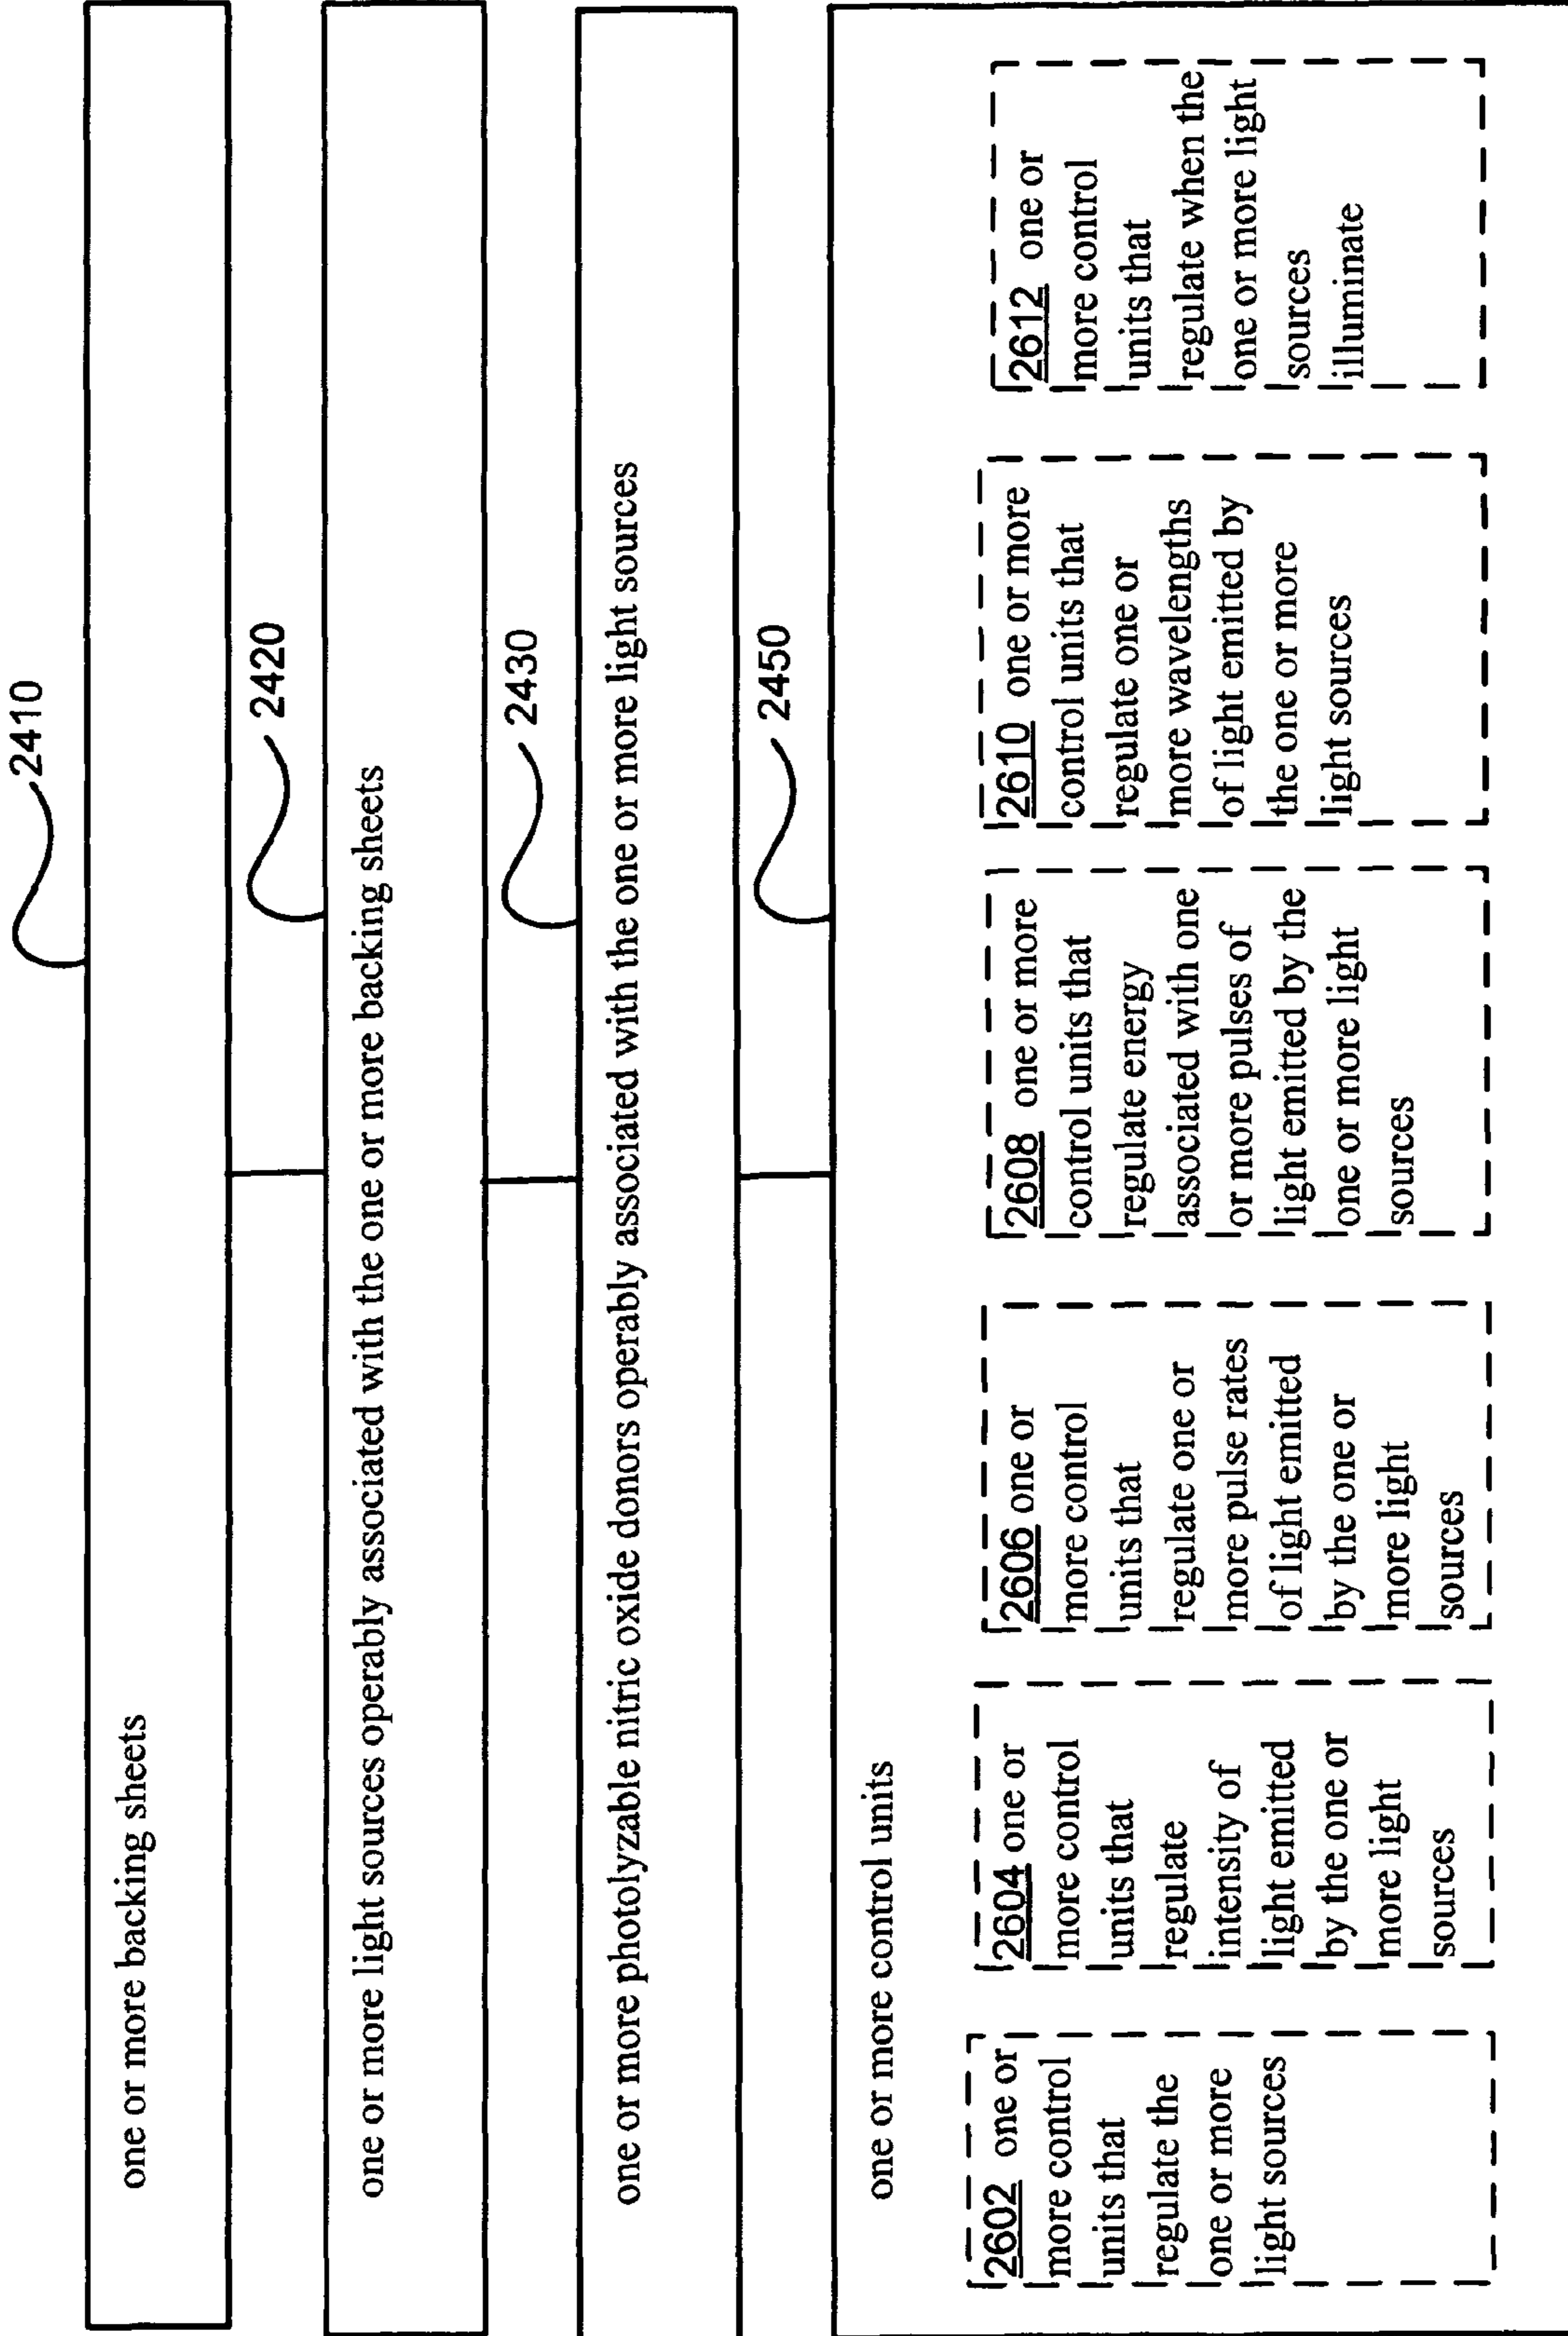 2410
one or more backing sheets
2420
one or more light sources operably associated with the one or more backing sheets
2430
one or more photolyzable nitric oxide donors operably associated with the one or more light sources
2450
one or more control units
2602 one or
more control
units that
regulate the
one or more
light sources
2604 one or
more control
units that
regulate
intensity of
light emitted
by the one or
more light
sources
2606 one or
more control
units that
regulate one or
more pulse rates
of light emitted
by the one or
more light
sources
2608 one or more
control units that
regulate energy
associated with one
or more pulses of
light emitted by the
one or more light
sources
2610 one or more
control units that
regulate one or
more wavelengths
of light emitted by
the one or more
light sources
2612 one or
more control
units that
regulate when the
one or more light
sources
illuminate